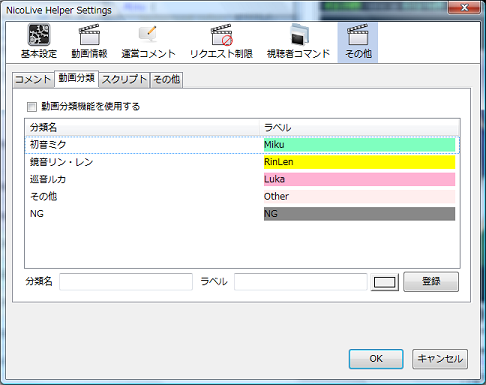 NicoLive Helper Settings
基本設定 動画情報 運営コメント リクエスト制限 視聴者コマンド その他
コメント 動画分類 スクリプト その他
動画分類機能を使用する
分類名 ラベル
初音ミク Miku
鏡音リン・レン RinLen
巡音ルカ Luka
その他 Other
NG NG
分類名 ラベル 登録
OK キャンセル